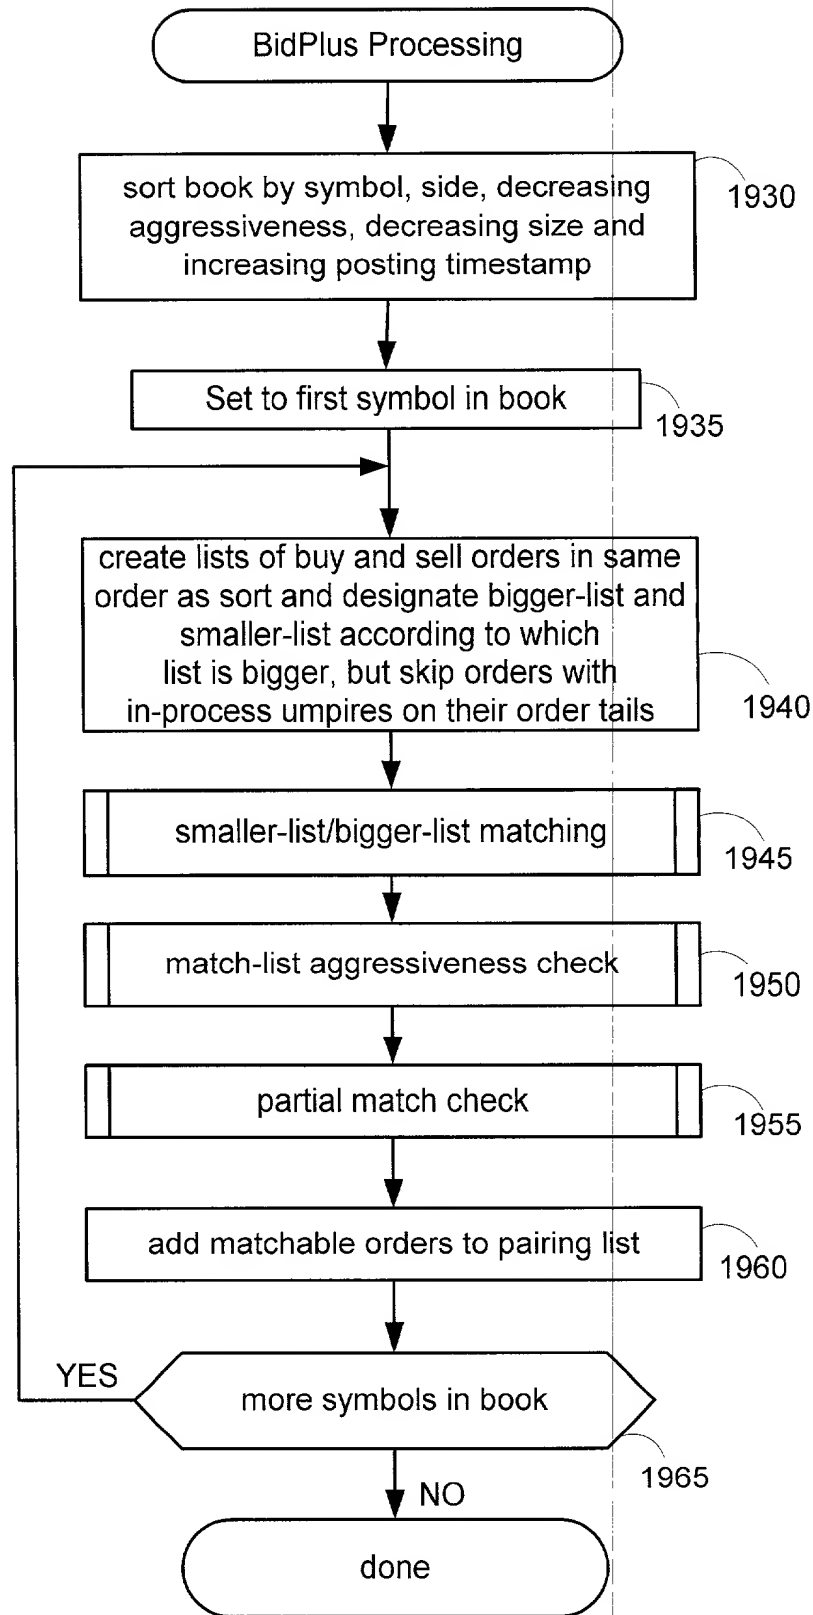 BidPlus Processing
sort book by symbol, side, decreasing
aggressiveness, decreasing size and
increasing posting timestamp
1930
Set to first symbol in book
1935
create lists of buy and sell orders in same
order as sort and designate bigger-list and
smaller-list according to which
list is bigger, but skip orders with
in-process umpires on their order tails
1940
smaller-list/bigger-list matching
1945
match-list aggressiveness check
1950
partial match check
1955
add matchable orders to pairing list
1960
YES
more symbols in book
1965
NO
done